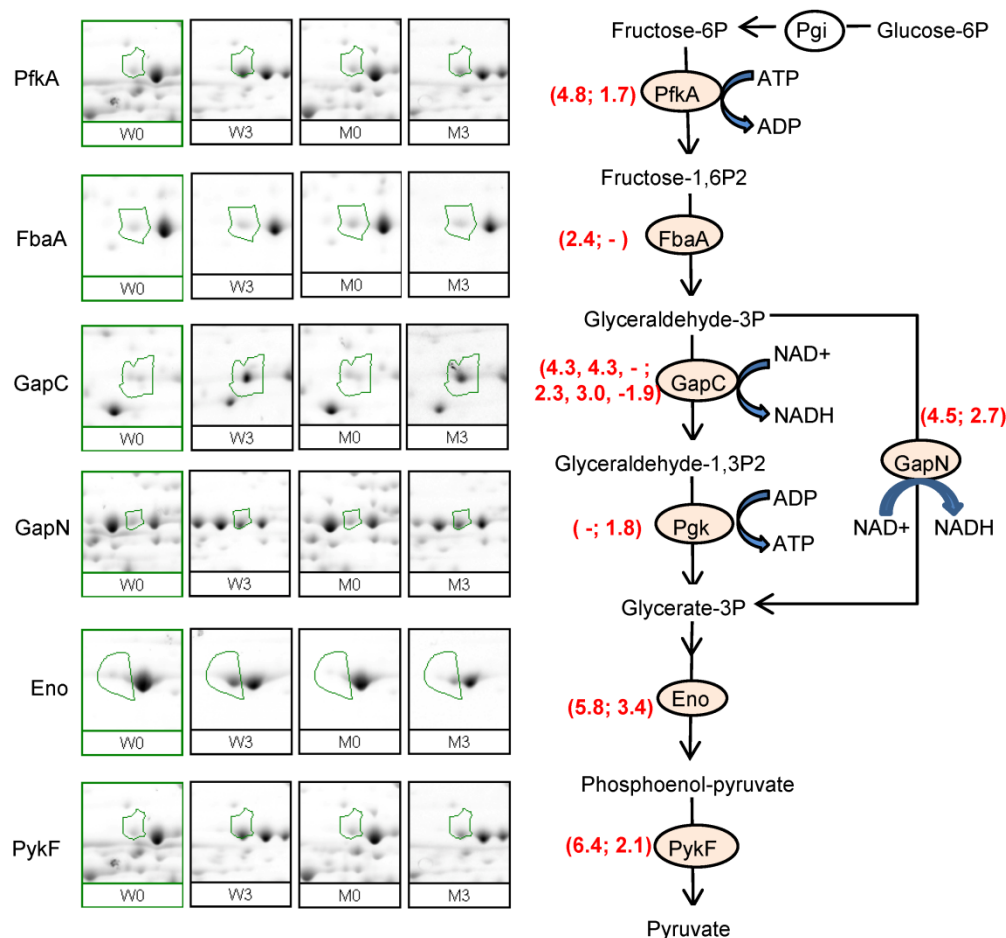 PfkA
W0 W3 M0 M3
FbaA
W0 W3 M0 M3
GapC
W0 W3 M0 M3
GapN
W0 W3 M0 M3
Eno
W0 W3 M0 M3
PykF
W0 W3 M0 M3
Fructose-6P Pgi Glucose-6P
(4.8; 1.7) PfkA ATP
ADP
Fructose-1,6P2
(2.4; - ) FbaA
Glyceraldehyde-3P
(4.3, 4.3, - ; NAD+
2.3, 3.0, -1.9) GapC
NADH
(4.5; 2.7)
GapN
NAD+ NADH
Glyceraldehyde-1,3P2
ADP
( -; 1.8) Pgk
ATP
Glycerate-3P
(5.8; 3.4) Eno
Phosphoenol-pyruvate
(6.4; 2.1) PykF
Pyruvate